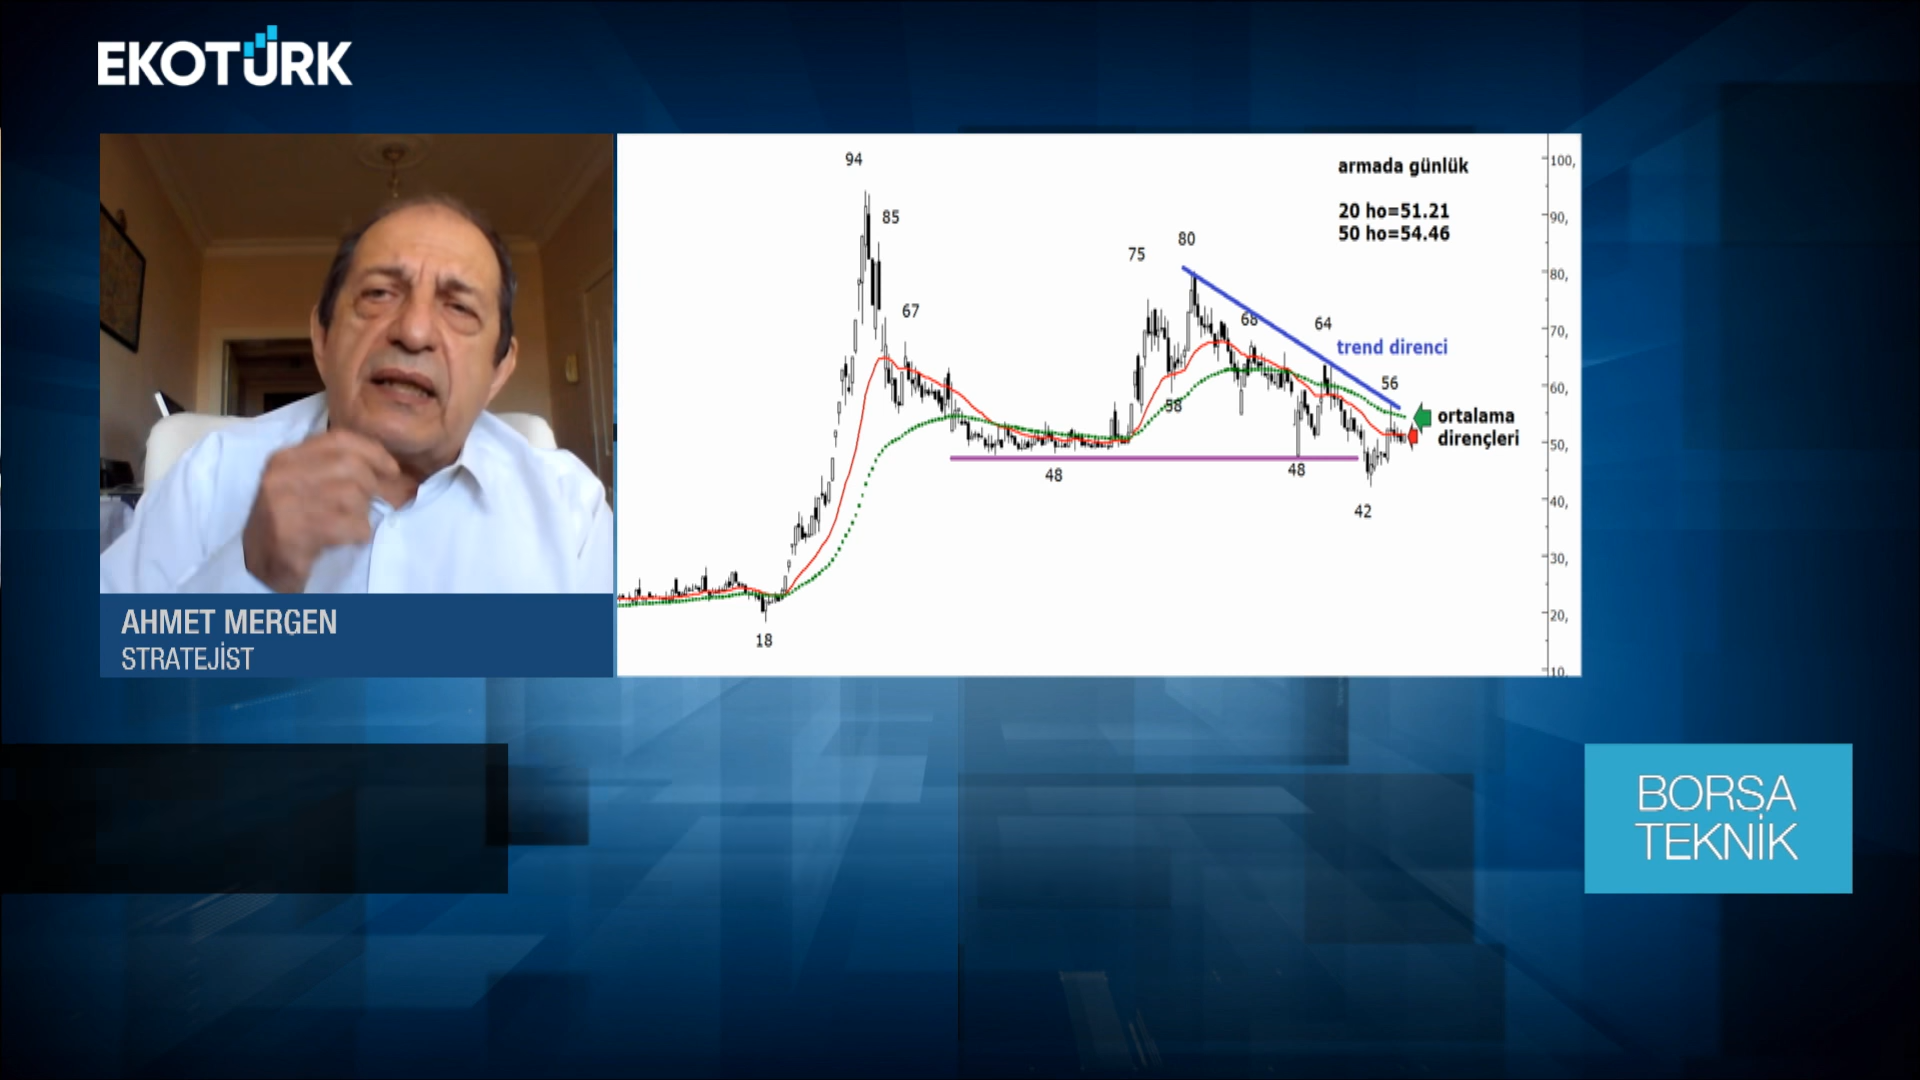 EKOTÜRK
AHMET MERGEN
STRATEJİST
armada günlük
20 ho=51.21
50 ho=54.46
94
85
67
75
80
68
64
trend direnci
56
58
ortalama
dirençleri
48
48
42
18
100,
90,
80,
70,
60,
50,
40,
30,
20,
10,
BORSA
TEKNİK